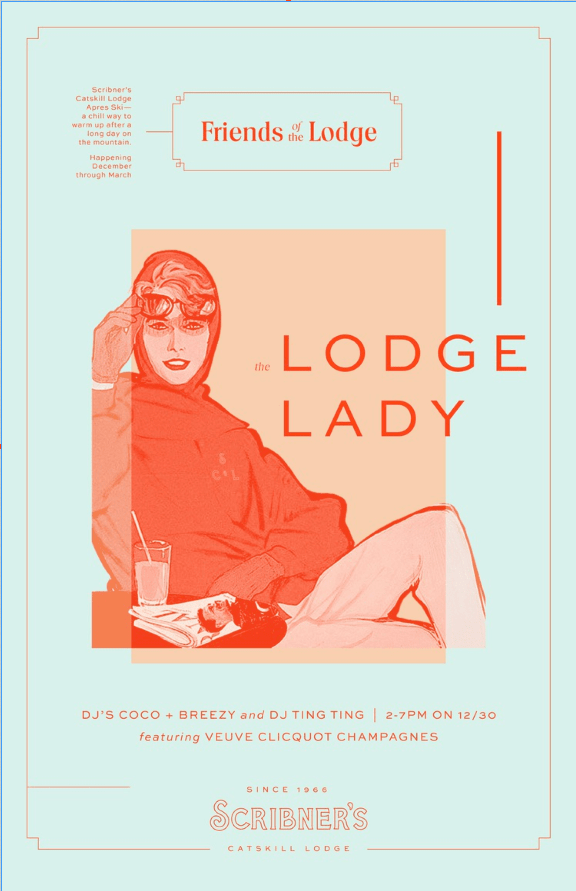 Scribner's
Catskill Lodge
Apres Ski—
a chill way to
warm up after a
long day on
the mountain.
Happening
December
through March
Friends of the Lodge
the LODGE
LADY
S
C L
DJ'S COCO + BREEZY and DJ TING TING | 2-7PM ON 12/30
featuring VEUVE CLICQUOT CHAMPAGNES
SINCE 1966
SCRIBNER'S
CATSKILL LODGE